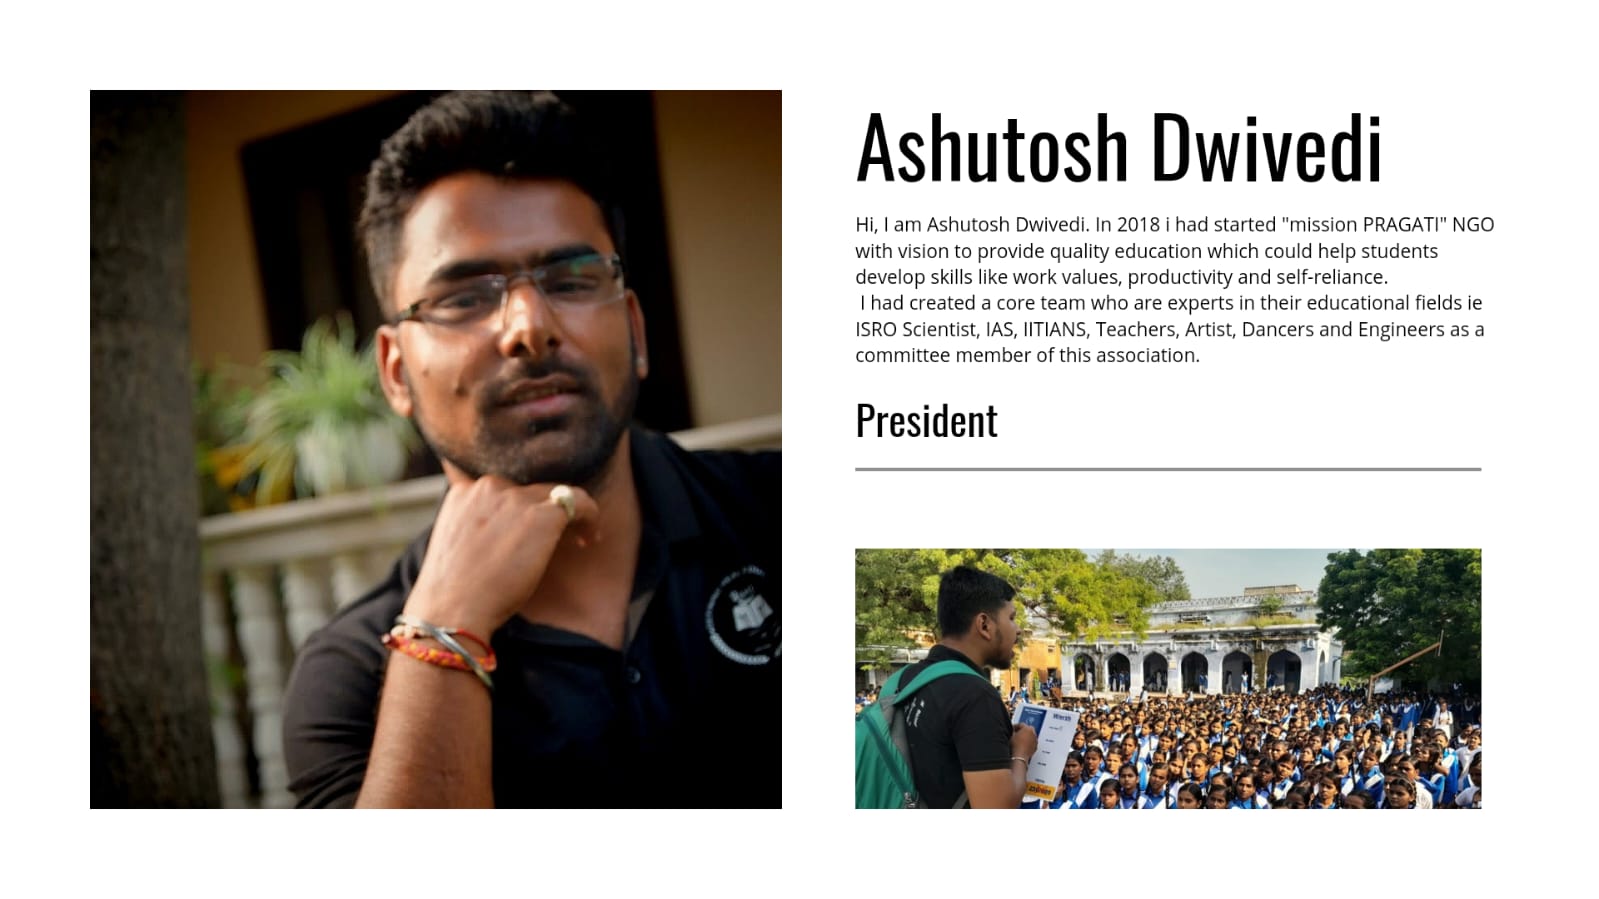 Ashutosh Dwivedi
Hi, I am Ashutosh Dwivedi. In 2018 i had started "mission PRAGATI" NGO
with vision to provide quality education which could help students
develop skills like work values, productivity and self-reliance.
I had created a core team who are experts in their educational fields ie
ISRO Scientist, IAS, IITIANS, Teachers, Artist, Dancers and Engineers as a
committee member of this association.
President